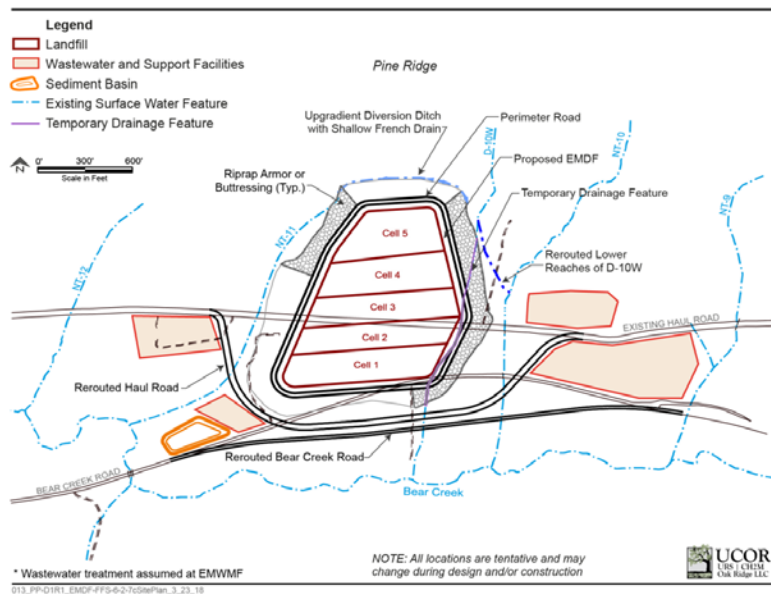 Legend
Landfill
Wastewater and Support Facilities
Sediment Basin
Existing Surface Water Feature
Temporary Drainage Feature
N
0' 300' 600'
Scale in Feet
Pine Ridge
Upgradient Diversion Ditch
with Shallow French Drain
Perimeter Road
D-10W
NT-10
Riprap Armor or
Buttressing (Typ.)
Proposed EMDF
Temporary Drainage Feature
NT-9
NT-11
NT-12
Cell 5
Cell 4
Cell 3
Cell 2
Cell 1
Rerouted Lower
Reaches of D-10W
EXISTING HAUL ROAD
Rerouted Haul Road
Rerouted Bear Creek Road
BEAR CREEK ROAD
Bear Creek
* Wastewater treatment assumed at EMWMF
NOTE: All locations are tentative and may
change during design and/or construction
UCOR
URS | CH2M
Oak Ridge LLC
013_PP-D1R1_EMDF-FFS-6-2-7cSitePlan_3_23_18